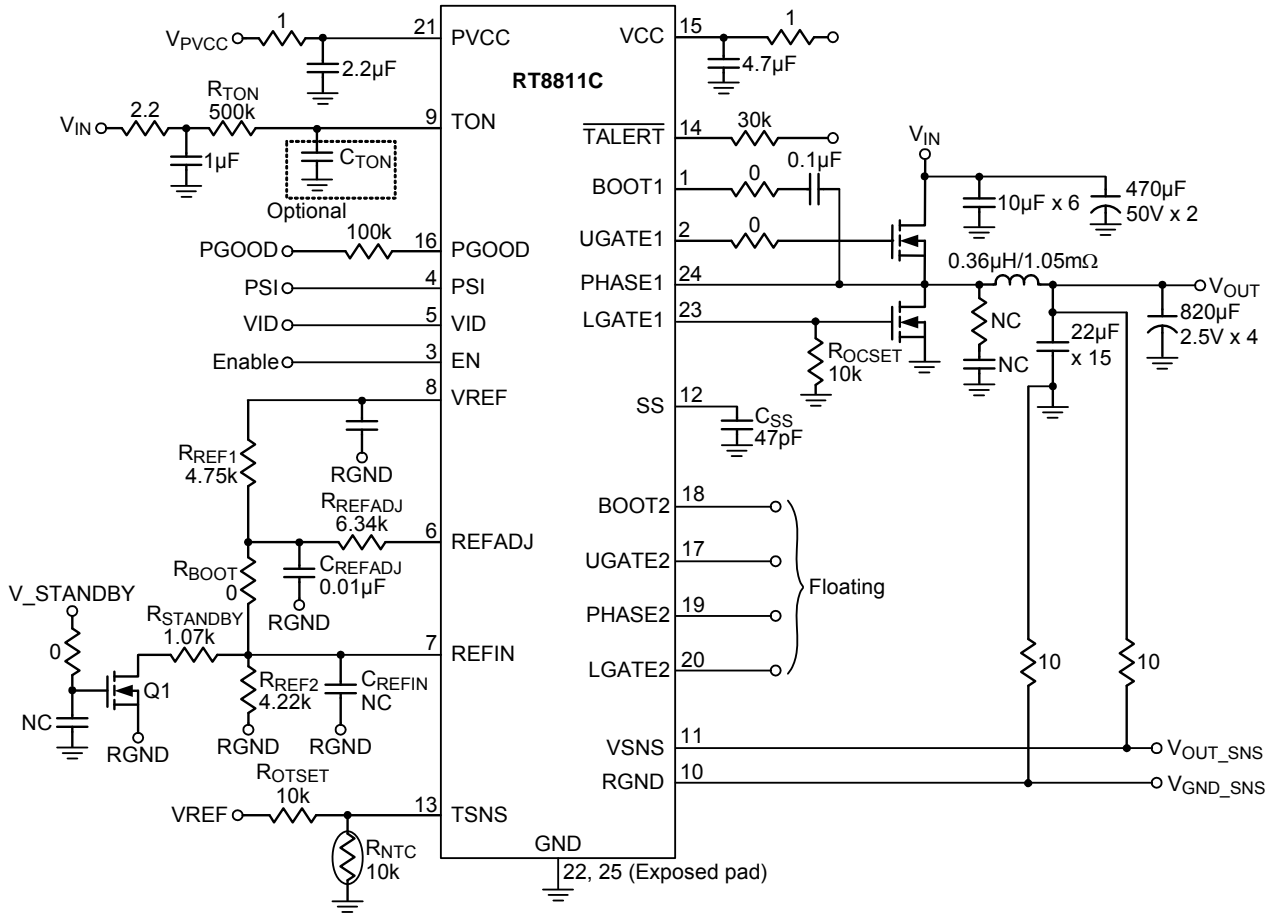 1
V_PVCC
21
PVCC
2.2µF
RT8811C
VCC
15
1
4.7µF
R_TON
500k
V_IN
2.2
9
TON
1µF
C_TON
Optional
TALERT
14
30k
V_IN
BOOT1
1
0
0.1µF
10µF x 6
470µF
50V x 2
PGOOD
100k
16
PGOOD
UGATE1
2
0
PSI
4
PSI
PHASE1
24
0.36µH/1.05mΩ
V_OUT
VID
5
VID
LGATE1
23
R_OCSET
10k
NC
NC
22µF
x 15
820µF
2.5V x 4
Enable
3
EN
8
VREF
RGND
SS
12
C_SS
47pF
R_REF1
4.75k
R_REFADJ
6.34k
6
REFADJ
C_REFADJ
0.01µF
RGND
R_BOOT
0
BOOT2
18
UGATE2
17
PHASE2
19
LGATE2
20
Floating
V_STANDBY
0
R_STANDBY
1.07k
7
REFIN
Q1
NC
RGND
R_REF2
4.22k
RGND
C_REFIN
NC
RGND
10
10
VSNS
11
V_OUT_SNS
RGND
10
V_GND_SNS
R_OTSET
10k
VREF
13
TSNS
R_NTC
10k
GND
22, 25 (Exposed pad)